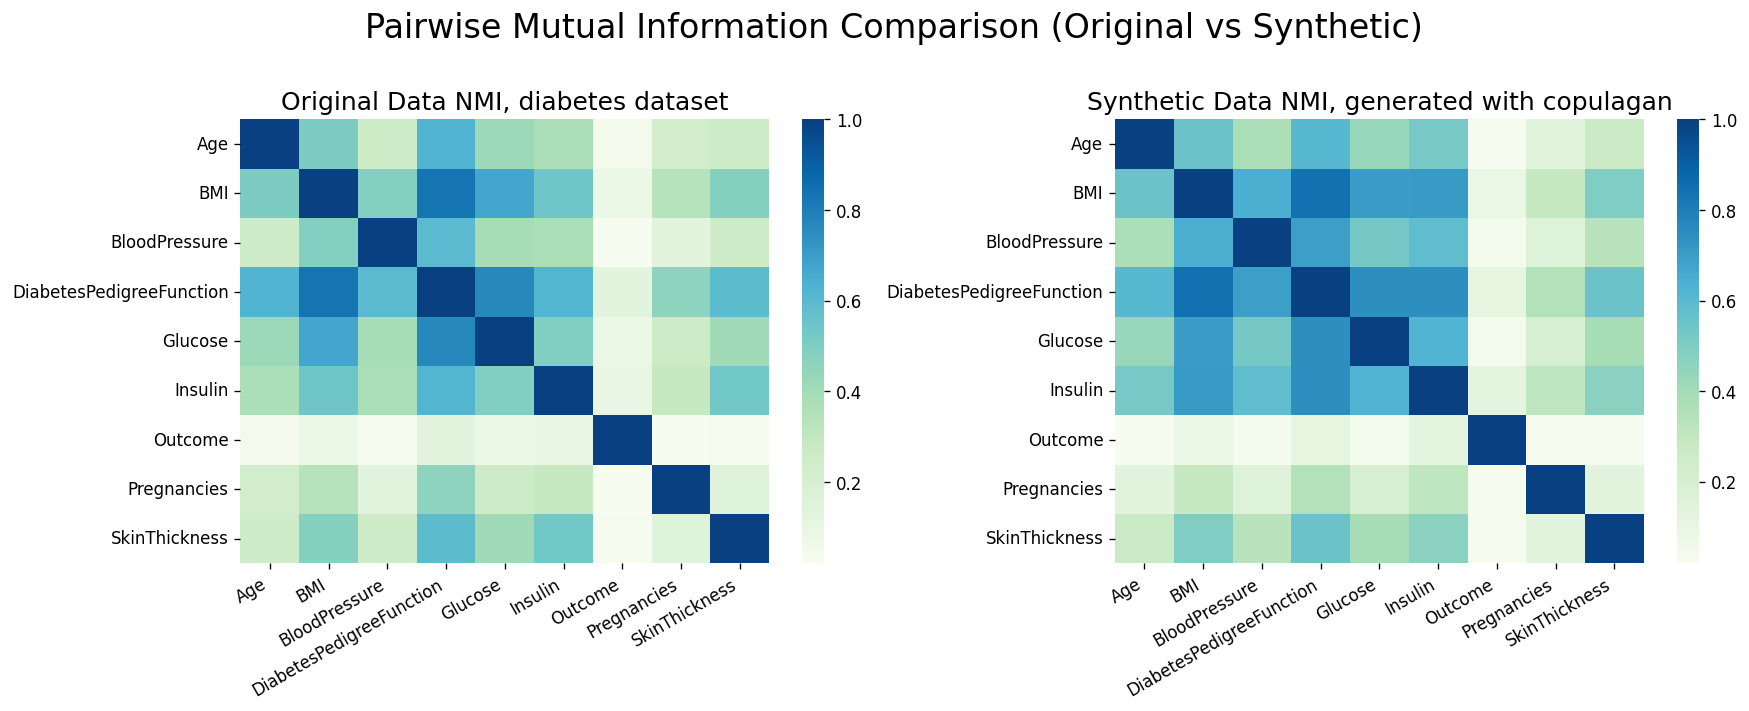 Pairwise Mutual Information Comparison (Original vs Synthetic)
Original Data NMI, diabetes dataset
Age
BMI
BloodPressure
DiabetesPedigreeFunction
Glucose
Insulin
Outcome
Pregnancies
SkinThickness
Age
BMI
BloodPressure
DiabetesPedigreeFunction
Glucose
Insulin
Outcome
Pregnancies
SkinThickness
1.0
0.8
0.6
0.4
0.2
Synthetic Data NMI, generated with copulagan
Age
BMI
BloodPressure
DiabetesPedigreeFunction
Glucose
Insulin
Outcome
Pregnancies
SkinThickness
Age
BMI
BloodPressure
DiabetesPedigreeFunction
Glucose
Insulin
Outcome
Pregnancies
SkinThickness
1.0
0.8
0.6
0.4
0.2